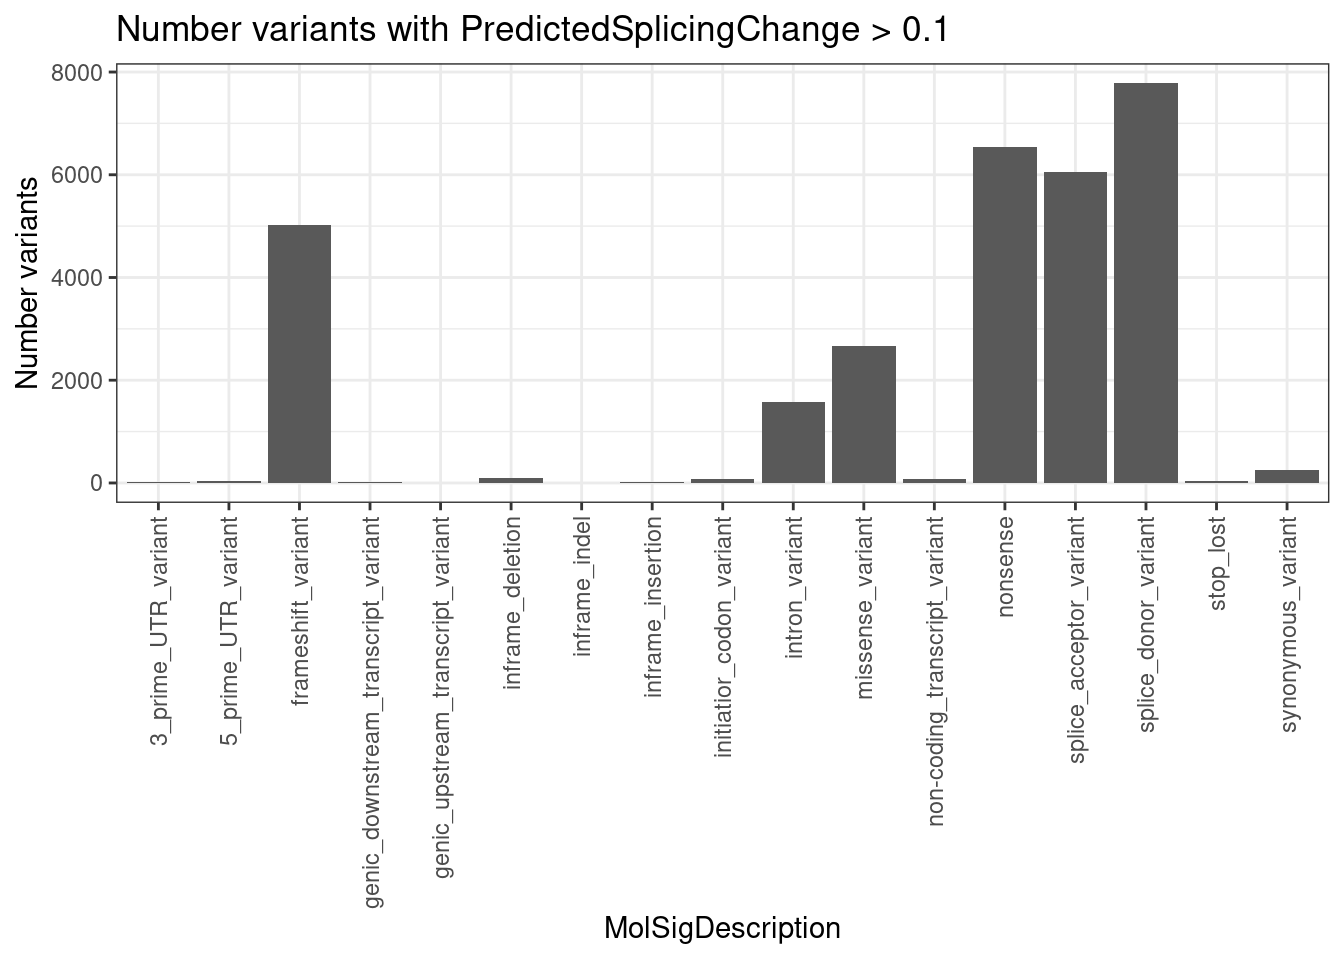 Number variants with PredictedSplicingChange > 0.1
Number variants
8000
6000
4000
2000
0
3_prime_UTR_variant
5_prime_UTR_variant
frameshift_variant
genic_downstream_transcript_variant
genic_upstream_transcript_variant
inframe_deletion
inframe_indel
inframe_insertion
initiatior_codon_variant
intron_variant
missense_variant
non-coding_transcript_variant
nonsense
splice_acceptor_variant
splice_donor_variant
stop_lost
synonymous_variant
MolSigDescription